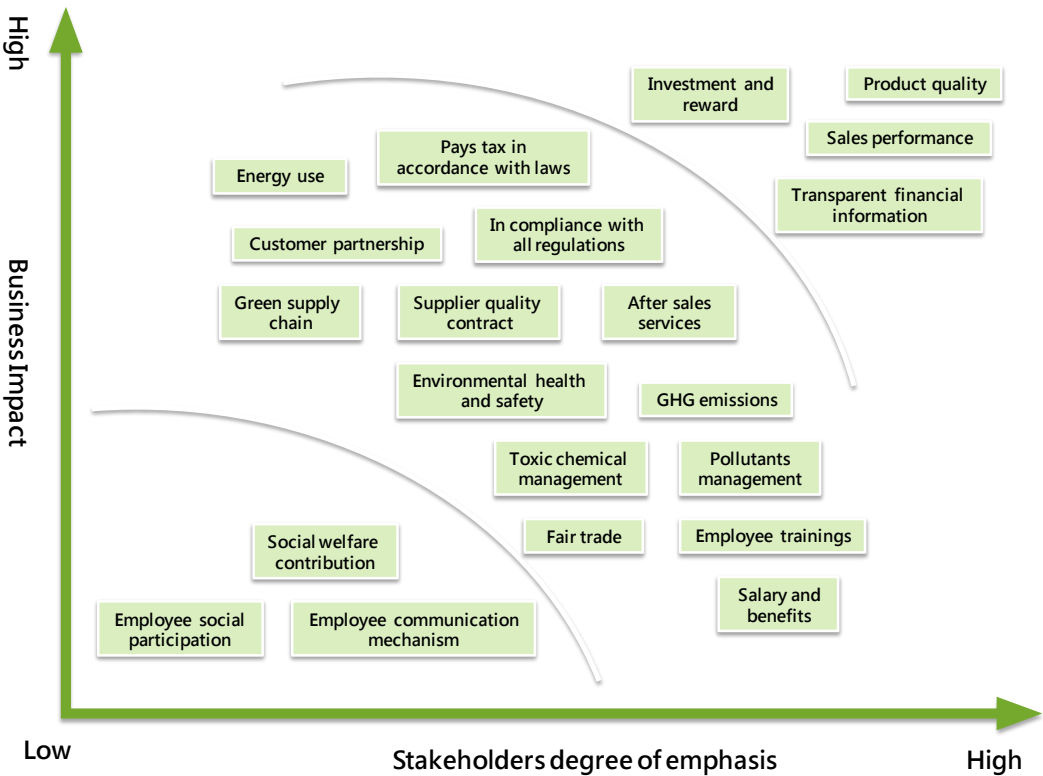 High
Investment and
reward
Product quality
Sales performance
Pays tax in
accordance with laws
Energy use
Transparent financial
information
In compliance with
all regulations
Customer partnership
Business Impact
Green supply
chain
Supplier quality
contract
After sales
services
Environmental health
and safety
GHG emissions
Toxic chemical
management
Pollutants
management
Fair trade
Employee trainings
Social welfare
contribution
Salary and
benefits
Employee social
participation
Employee communication
mechanism
Low
Stakeholders degree of emphasis
High